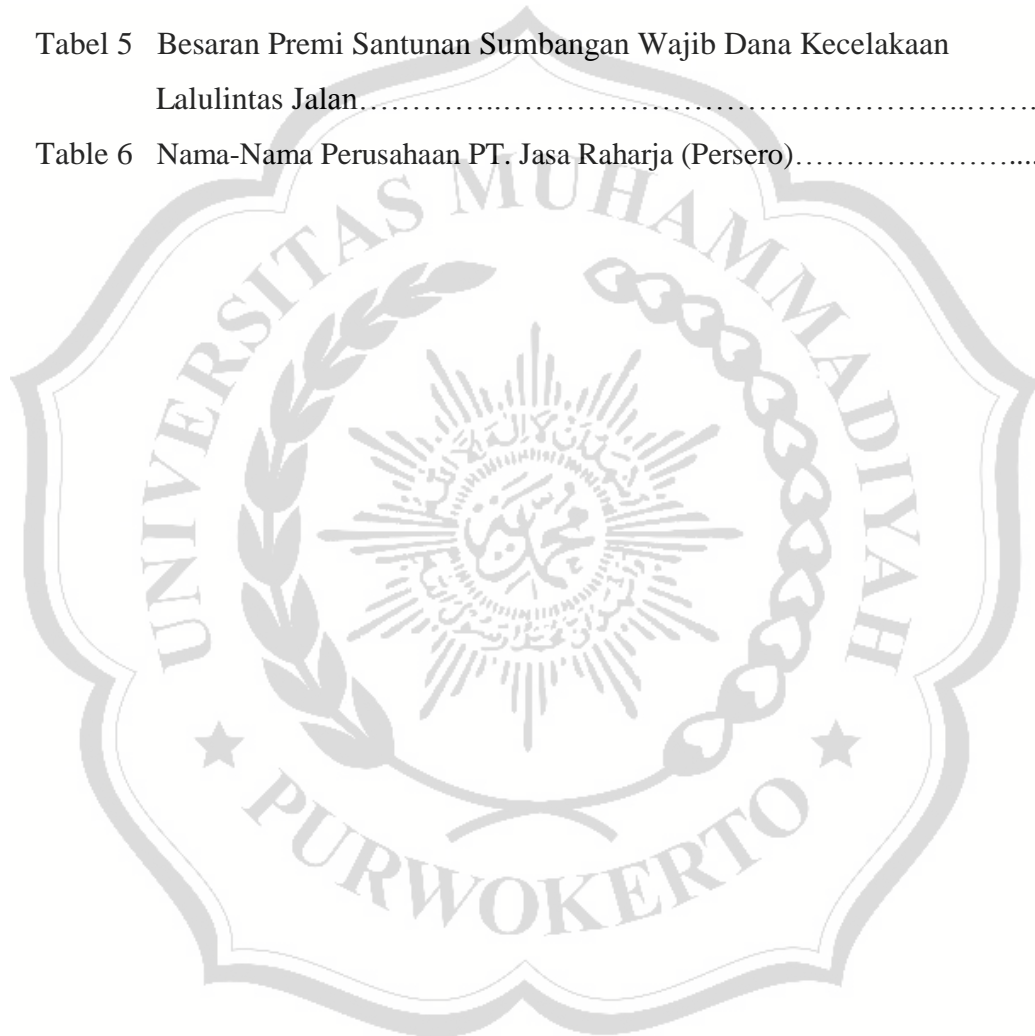 Tabel 5 Besaran Premi Santunan Sumbangan Wajib Dana Kecelakaan
Lalulintas Jalan…………..……………………………………………..…….
Table 6 Nama-Nama Perusahaan PT. Jasa Raharja (Persero)…………………....
UNIVERSITAS MUHAMMADIYAH
PURWOKERTO